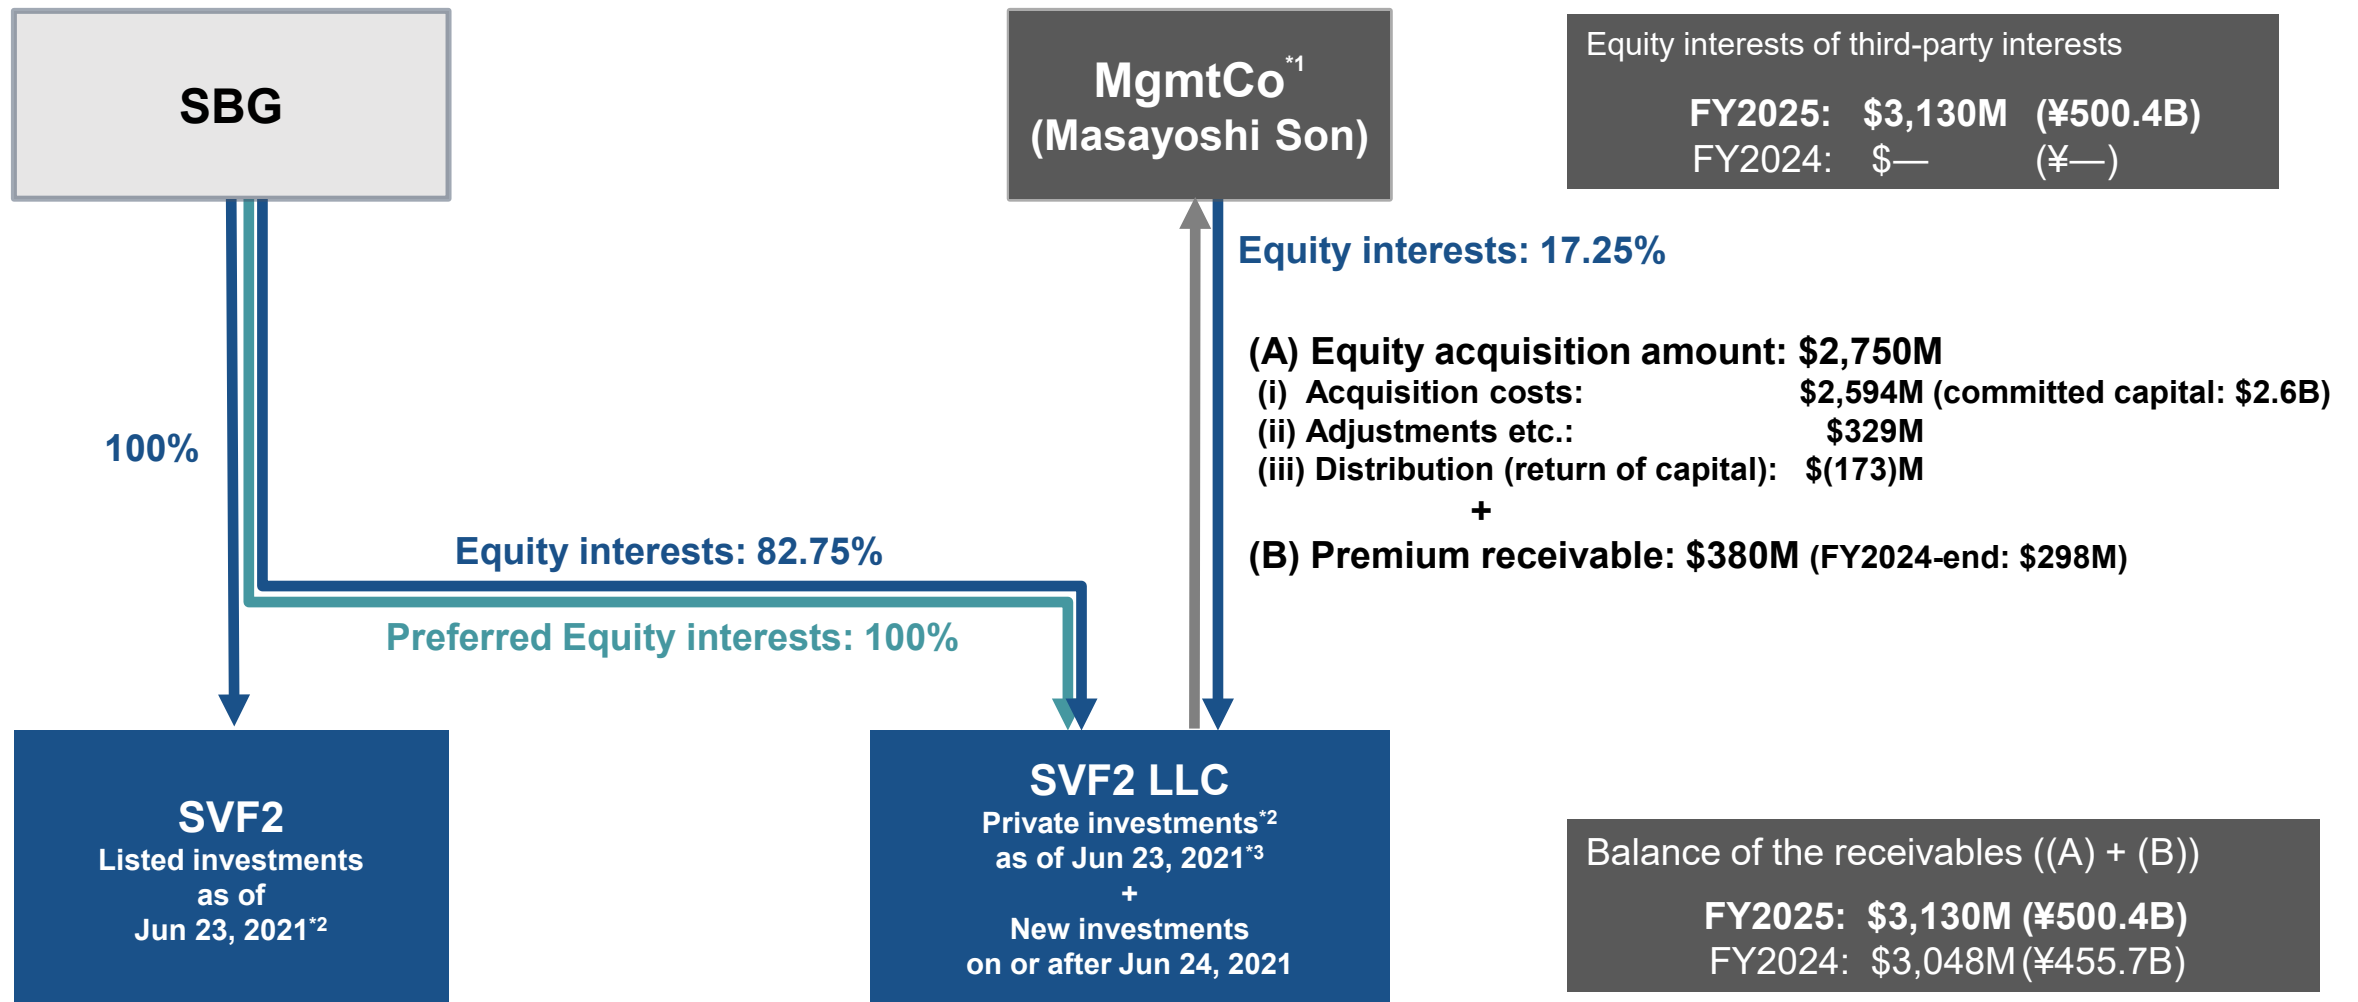 SBG
MgmtCo*1
(Masayoshi Son)
Equity interests of third-party interests
FY2025: $3,130M (¥500.4B)
FY2024: $— (¥—)
Equity interests: 17.25%
(A) Equity acquisition amount: $2,750M
(i) Acquisition costs: $2,594M (committed capital: $2.6B)
(ii) Adjustments etc.: $329M
(iii) Distribution (return of capital): $(173)M
+
(B) Premium receivable: $380M (FY2024-end: $298M)
100%
Equity interests: 82.75%
Preferred Equity interests: 100%
SVF2
Listed investments
as of
Jun 23, 2021*2
SVF2 LLC
Private investments*2
as of Jun 23, 2021*3
+
New investments
on or after Jun 24, 2021
Balance of the receivables ((A) + (B))
FY2025: $3,130M (¥500.4B)
FY2024: $3,048M (¥455.7B)